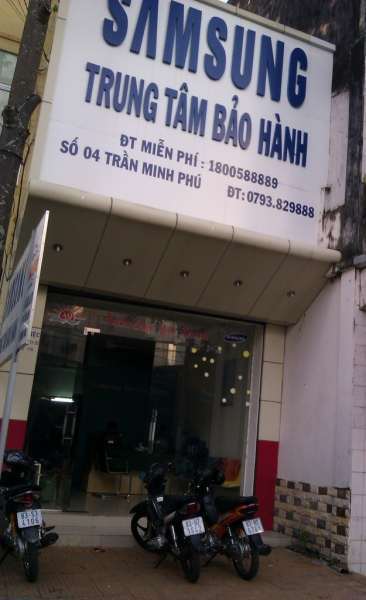 SAMSUNG
TRUNG TÂM BẢO HÀNH
ĐT MIỄN PHÍ : 1800588889
SỐ 04 TRẦN MINH PHÚ ĐT: 0793.829888